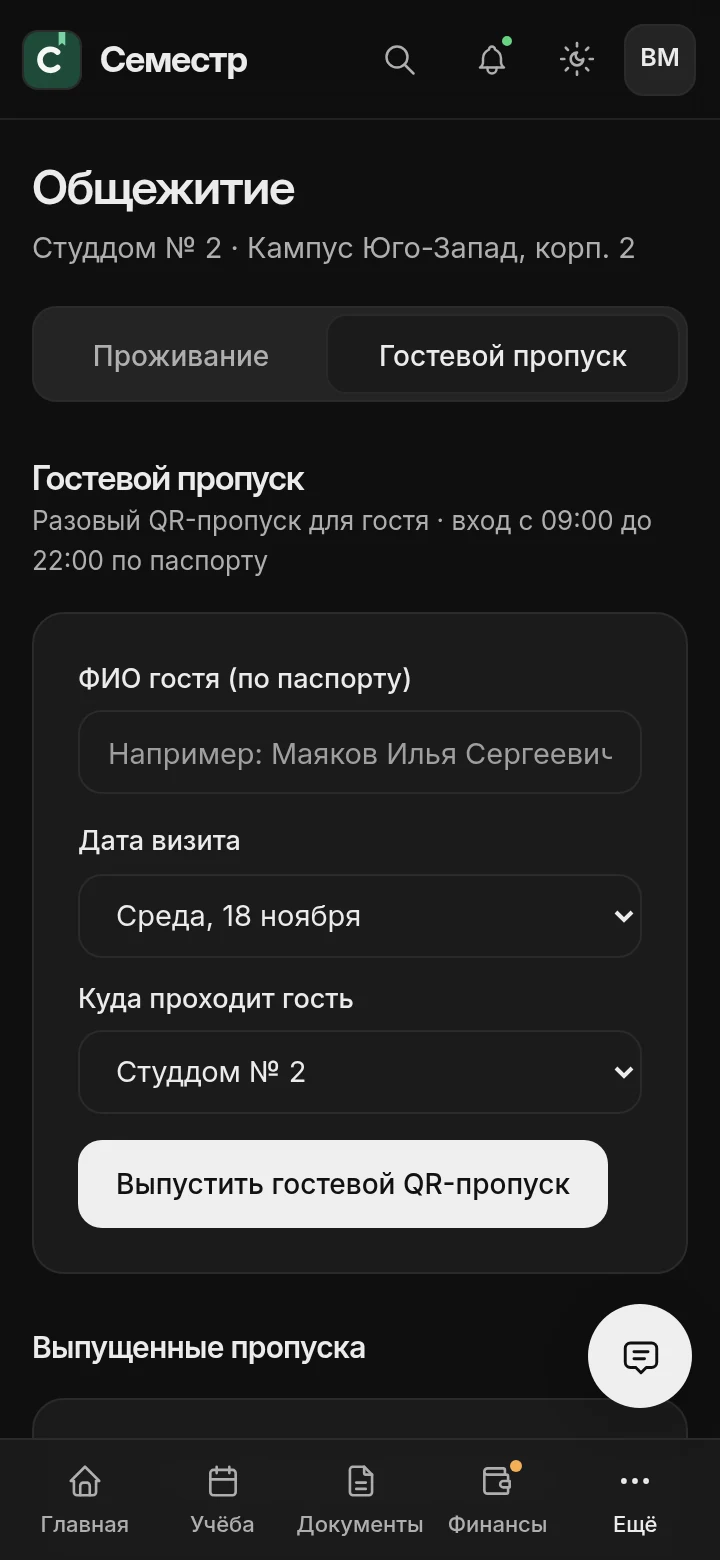 С Семестр ВМ
Общежитие
Студдом № 2 · Кампус Юго-Запад, корп. 2
Проживание Гостевой пропуск
Гостевой пропуск
Разовый QR-пропуск для гостя · вход с 09:00 до
22:00 по паспорту
ФИО гостя (по паспорту)
Например: Маяков Илья Сергеевич
Дата визита
Среда, 18 ноября
Куда проходит гость
Студдом № 2
Выпустить гостевой QR-пропуск
Выпущенные пропуска
Главная Учёба Документы Финансы Ещё